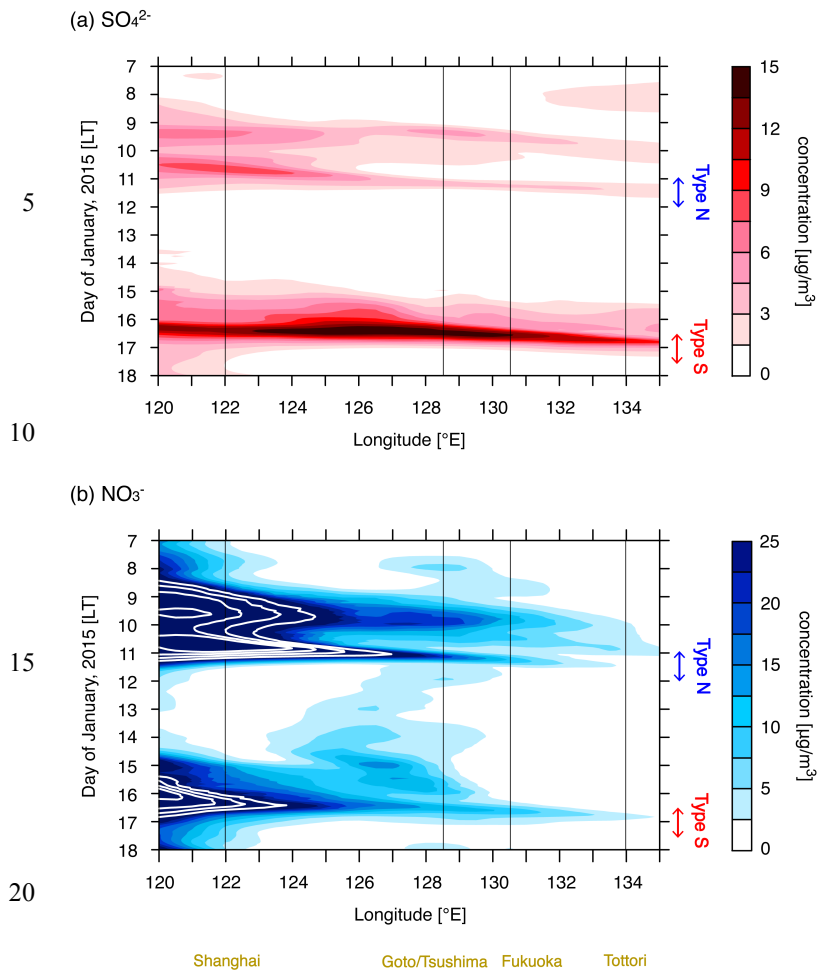 (a) SO₄²⁻
7
8
9
10
11
12
13
14
15
16
17
18
Day of January, 2015 [LT]
120 122 124 126 128 130 132 134
Longitude [°E]
Type N
Type S
15
12
9
6
3
0
concentration [µg/m³]
5
10
(b) NO₃⁻
7
8
9
10
11
12
13
14
15
16
17
18
Day of January, 2015 [LT]
120 122 124 126 128 130 132 134
Longitude [°E]
Type N
Type S
25
20
15
10
5
0
concentration [µg/m³]
15
20
Shanghai Goto/Tsushima Fukuoka Tottori